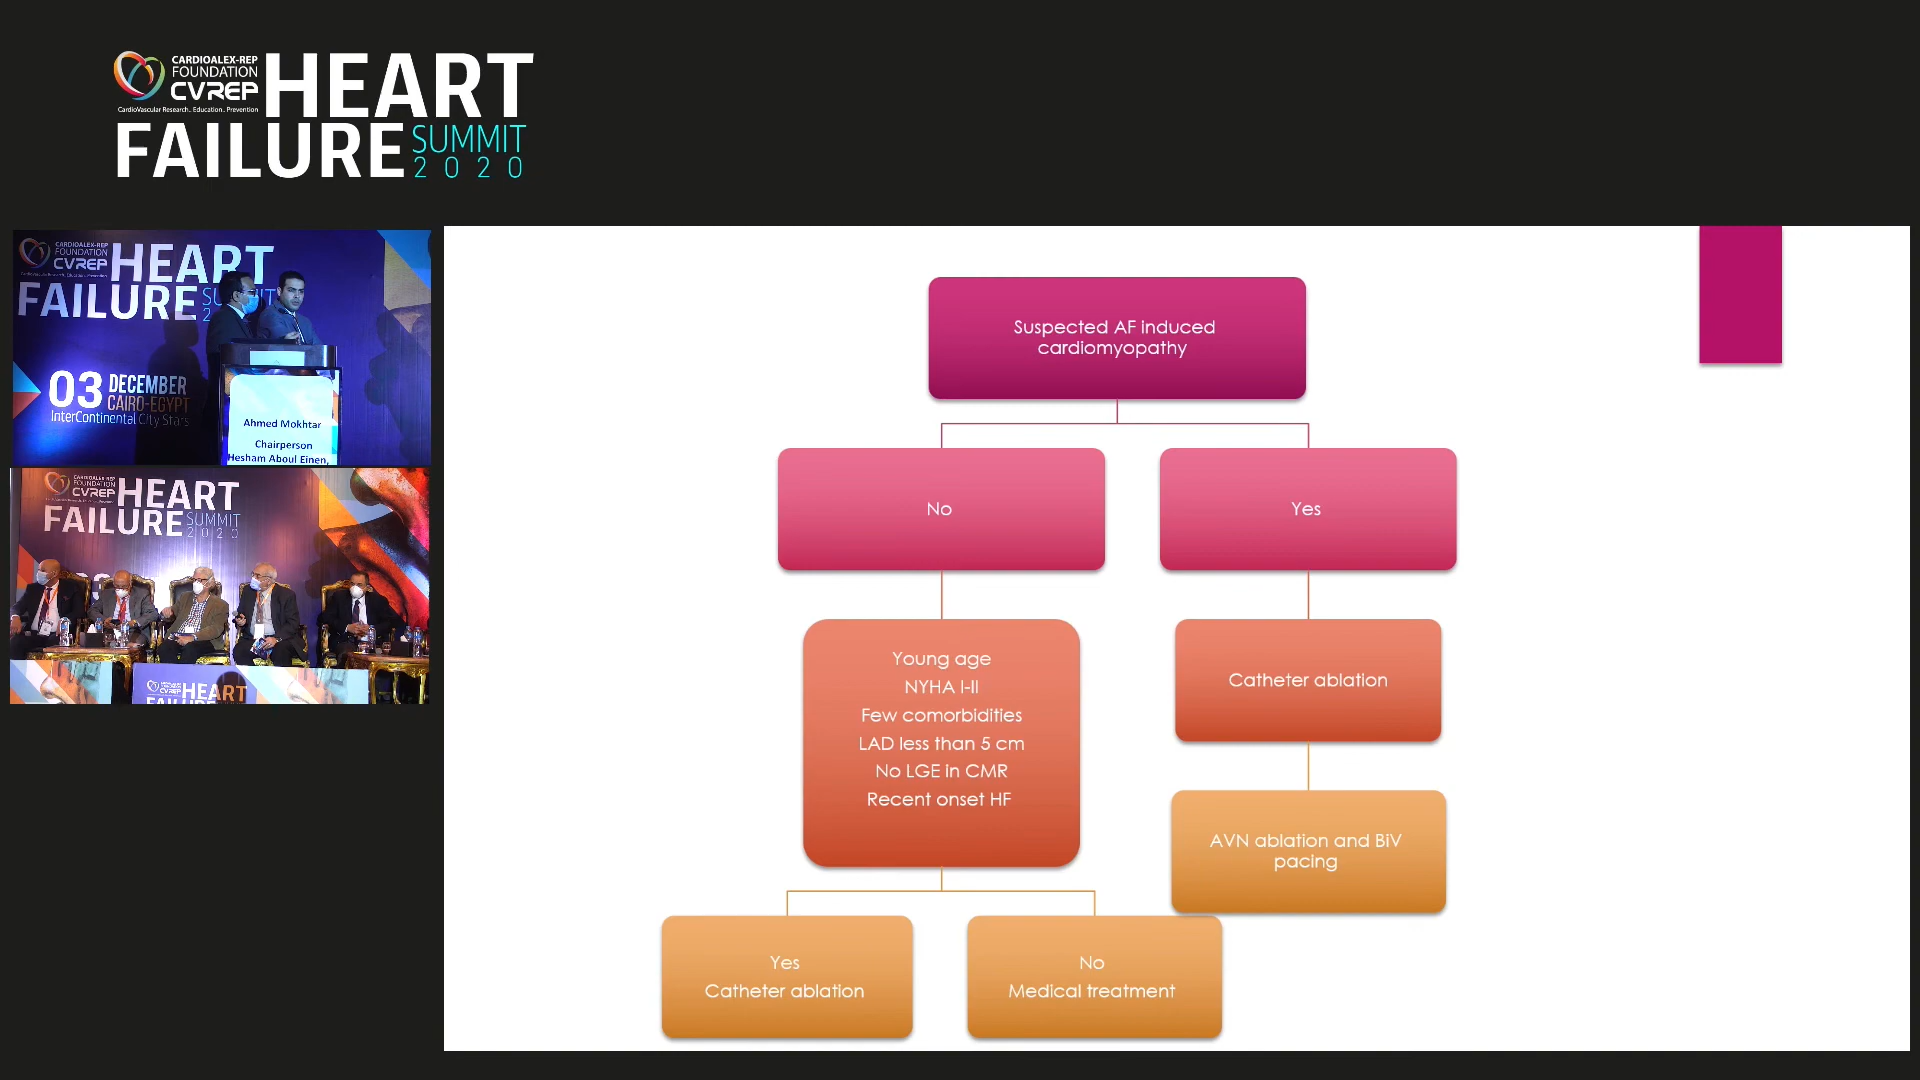 CARDIOALEX-REP
FOUNDATION
CVREP
CardioVascular Research.. Education.. Prevention
HEART
FAILURE SUMMIT
2020
CARDIOALEX-REP
FOUNDATION
CVREP
HEART
FAILURE
03 DECEMBER
CAIRO-EGYPT
InterContinental City Stars
Ahmed Mokhtar
Chairperson
Hesham Aboul Einen,
CARDIOALEX-REP
FOUNDATION
CVREP
HEART
FAILURE SUMMIT
2020
CVREP HEART
FAILURE
Suspected AF induced
cardiomyopathy
No
Yes
Young age
NYHA I-II
Few comorbidities
LAD less than 5 cm
No LGE in CMR
Recent onset HF
Catheter ablation
AVN ablation and BiV
pacing
Yes
Catheter ablation
No
Medical treatment